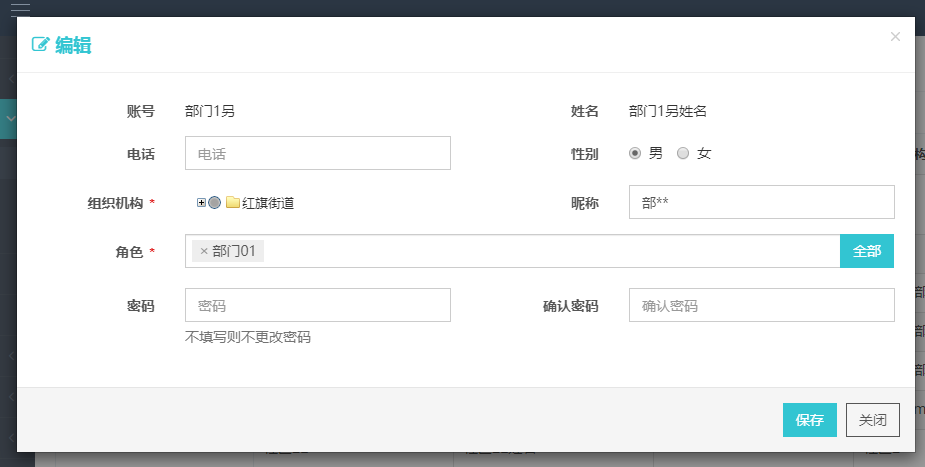 编辑
×
账号 部门1另 姓名 部门1另姓名
电话 电话 性别 男 女
组织机构 * 红旗街道 昵称 部**
角色 * × 部门01 全部
密码 密码 确认密码 确认密码
不填写则不更改密码
保存 关闭